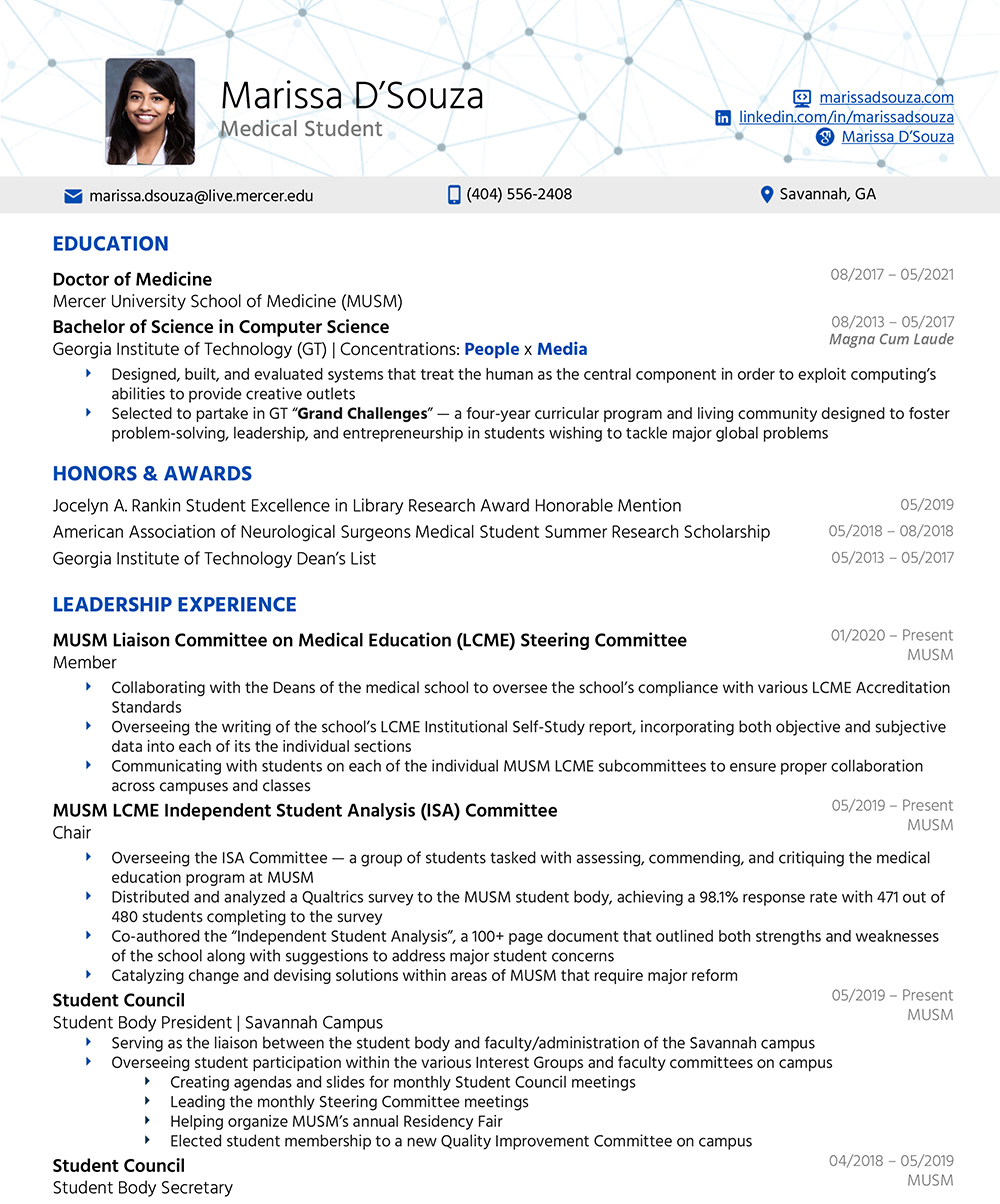 Marissa D’Souza
Medical Student
marissadsouza.com
linkedin.com/in/marissadsouza
Marissa D’Souza
marissa.dsouza@live.mercer.edu (404) 556-2408 Savannah, GA
EDUCATION
Doctor of Medicine 08/2017 – 05/2021
Mercer University School of Medicine (MUSM)
Bachelor of Science in Computer Science 08/2013 – 05/2017
Magna Cum Laude
Georgia Institute of Technology (GT) | Concentrations: People x Media
Designed, built, and evaluated systems that treat the human as the central component in order to exploit computing’s
abilities to provide creative outlets
Selected to partake in GT “Grand Challenges” — a four-year curricular program and living community designed to foster
problem-solving, leadership, and entrepreneurship in students wishing to tackle major global problems
HONORS & AWARDS
Jocelyn A. Rankin Student Excellence in Library Research Award Honorable Mention 05/2019
American Association of Neurological Surgeons Medical Student Summer Research Scholarship 05/2018 – 08/2018
Georgia Institute of Technology Dean’s List 05/2013 – 05/2017
LEADERSHIP EXPERIENCE
MUSM Liaison Committee on Medical Education (LCME) Steering Committee 01/2020 – Present
Member MUSM
Collaborating with the Deans of the medical school to oversee the school’s compliance with various LCME Accreditation
Standards
Overseeing the writing of the school’s LCME Institutional Self-Study report, incorporating both objective and subjective
data into each of its the individual sections
Communicating with students on each of the individual MUSM LCME subcommittees to ensure proper collaboration
across campuses and classes
MUSM LCME Independent Student Analysis (ISA) Committee 05/2019 – Present
Chair MUSM
Overseeing the ISA Committee — a group of students tasked with assessing, commending, and critiquing the medical
education program at MUSM
Distributed and analyzed a Qualtrics survey to the MUSM student body, achieving a 98.1% response rate with 471 out of
480 students completing to the survey
Co-authored the “Independent Student Analysis”, a 100+ page document that outlined both strengths and weaknesses
of the school along with suggestions to address major student concerns
Catalyzing change and devising solutions within areas of MUSM that require major reform
Student Council 05/2019 – Present
Student Body President | Savannah Campus MUSM
Serving as the liaison between the student body and faculty/administration of the Savannah campus
Overseeing student participation within the various Interest Groups and faculty committees on campus
Creating agendas and slides for monthly Student Council meetings
Leading the monthly Steering Committee meetings
Helping organize MUSM’s annual Residency Fair
Elected student membership to a new Quality Improvement Committee on campus
Student Council 04/2018 – 05/2019
Student Body Secretary MUSM